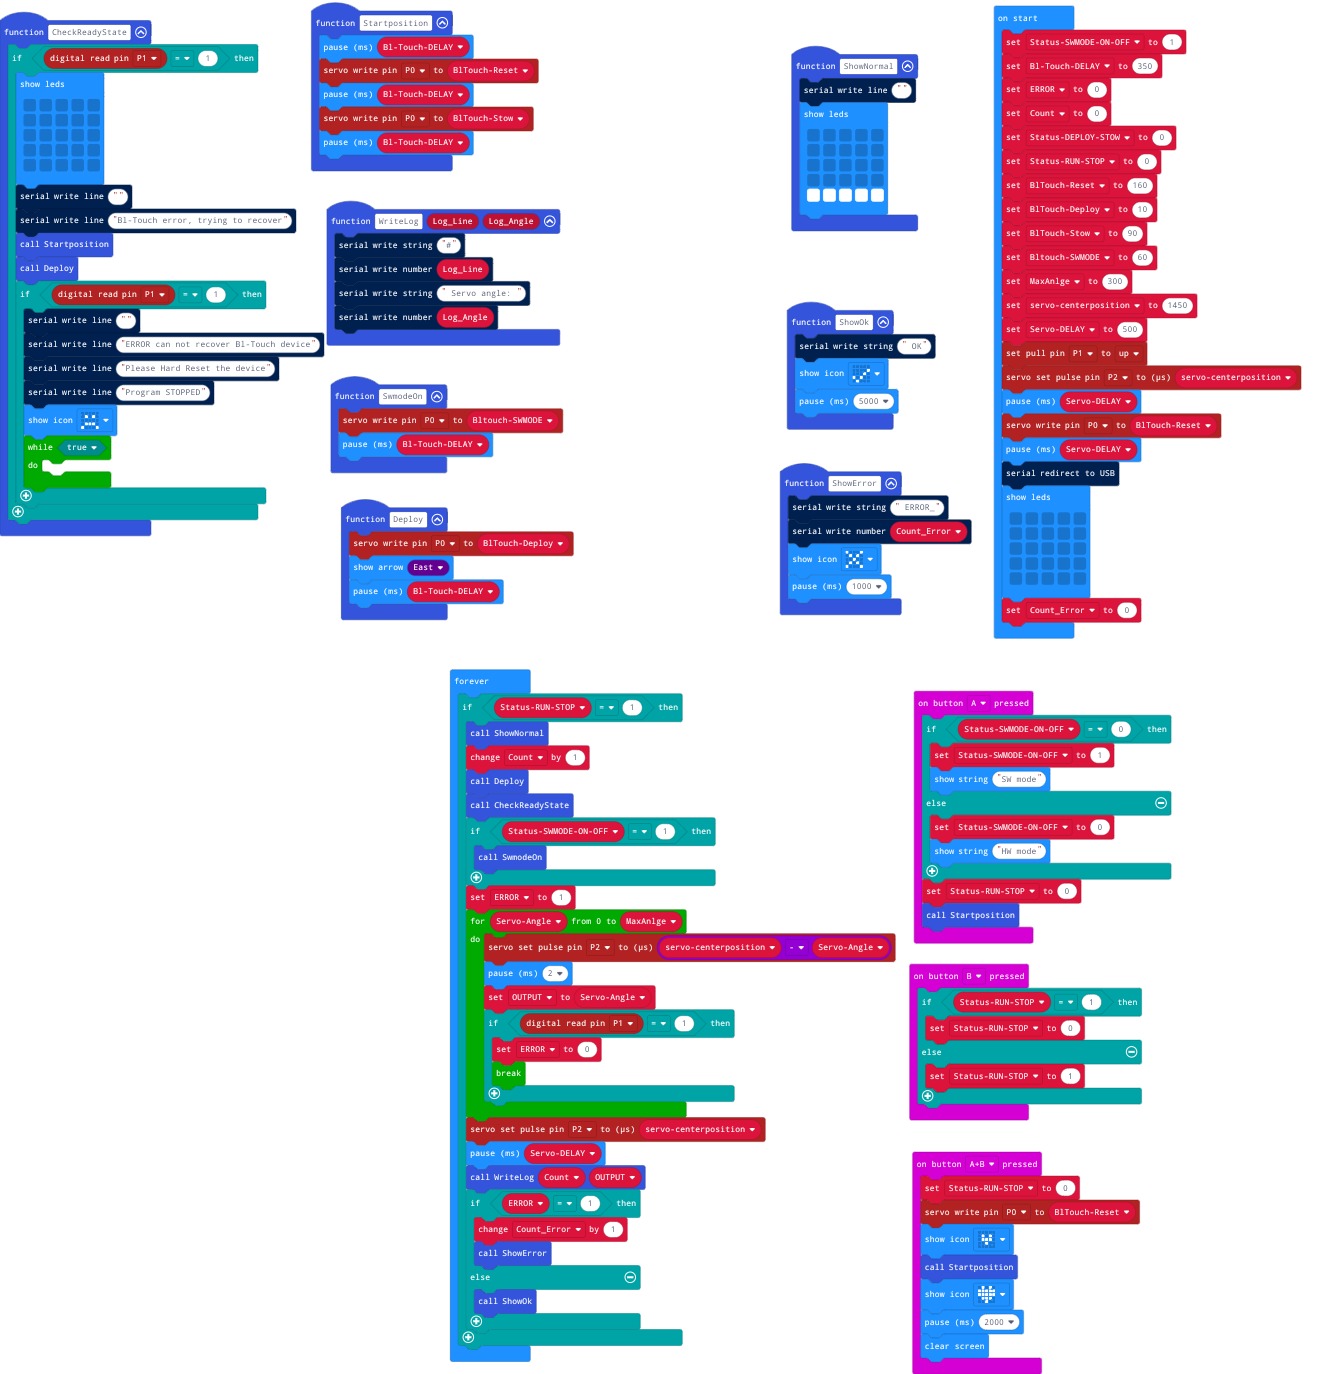 function CheckReadyState
if digital read pin P1 = 1 then
show leds
serial write line ""
serial write line "Bl-Touch error, trying to recover"
call Startposition
call Deploy
if digital read pin P1 = 1 then
serial write line ""
serial write line "ERROR can not recover Bl-Touch device"
serial write line "Please Hard Reset the device"
serial write line "Program STOPPED"
show icon
while true
do
function Startposition
pause (ms) Bl-Touch-DELAY
servo write pin P0 to BlTouch-Reset
pause (ms) Bl-Touch-DELAY
servo write pin P0 to BlTouch-Stow
pause (ms) Bl-Touch-DELAY
function WriteLog Log_Line Log_Angle
serial write string "#"
serial write number Log_Line
serial write string " Servo angle: "
serial write number Log_Angle
function SwmodeOn
servo write pin P0 to Bltouch-SWMODE
pause (ms) Bl-Touch-DELAY
function Deploy
servo write pin P0 to BlTouch-Deploy
show arrow East
pause (ms) Bl-Touch-DELAY
function ShowNormal
serial write line ""
show leds
function ShowOk
serial write string " OK"
show icon
pause (ms) 5000
function ShowError
serial write string " ERROR_"
serial write number Count_Error
show icon
pause (ms) 1000
on start
set Status-SWMODE-ON-OFF to 1
set Bl-Touch-DELAY to 350
set ERROR to 0
set Count to 0
set Status-DEPLOY-STOW to 0
set Status-RUN-STOP to 0
set BlTouch-Reset to 160
set BlTouch-Deploy to 10
set BlTouch-Stow to 90
set Bltouch-SWMODE to 60
set MaxAnlge to 300
set servo-centerposition to 1450
set Servo-DELAY to 500
set pull pin P1 to up
servo set pulse pin P2 to (μs) servo-centerposition
pause (ms) Servo-DELAY
servo write pin P0 to BlTouch-Reset
pause (ms) Servo-DELAY
serial redirect to USB
show leds
set Count_Error to 0
forever
if Status-RUN-STOP = 1 then
call ShowNormal
change Count by 1
call Deploy
call CheckReadyState
if Status-SWMODE-ON-OFF = 1 then
call SwmodeOn
set ERROR to 1
for Servo-Angle from 0 to MaxAnlge
do
servo set pulse pin P2 to (μs) servo-centerposition - Servo-Angle
pause (ms) 2
set OUTPUT to Servo-Angle
if digital read pin P1 = 1 then
set ERROR to 0
break
servo set pulse pin P2 to (μs) servo-centerposition
pause (ms) Servo-DELAY
call WriteLog Count OUTPUT
if ERROR = 1 then
change Count_Error by 1
call ShowError
else
call ShowOk
on button A pressed
if Status-SWMODE-ON-OFF = 0 then
set Status-SWMODE-ON-OFF to 1
show string "SW mode"
else
set Status-SWMODE-ON-OFF to 0
show string "HW mode"
set Status-RUN-STOP to 0
call Startposition
on button B pressed
if Status-RUN-STOP = 1 then
set Status-RUN-STOP to 0
else
set Status-RUN-STOP to 1
on button A+B pressed
set Status-RUN-STOP to 0
servo write pin P0 to BlTouch-Reset
show icon
call Startposition
show icon
pause (ms) 2000
clear screen